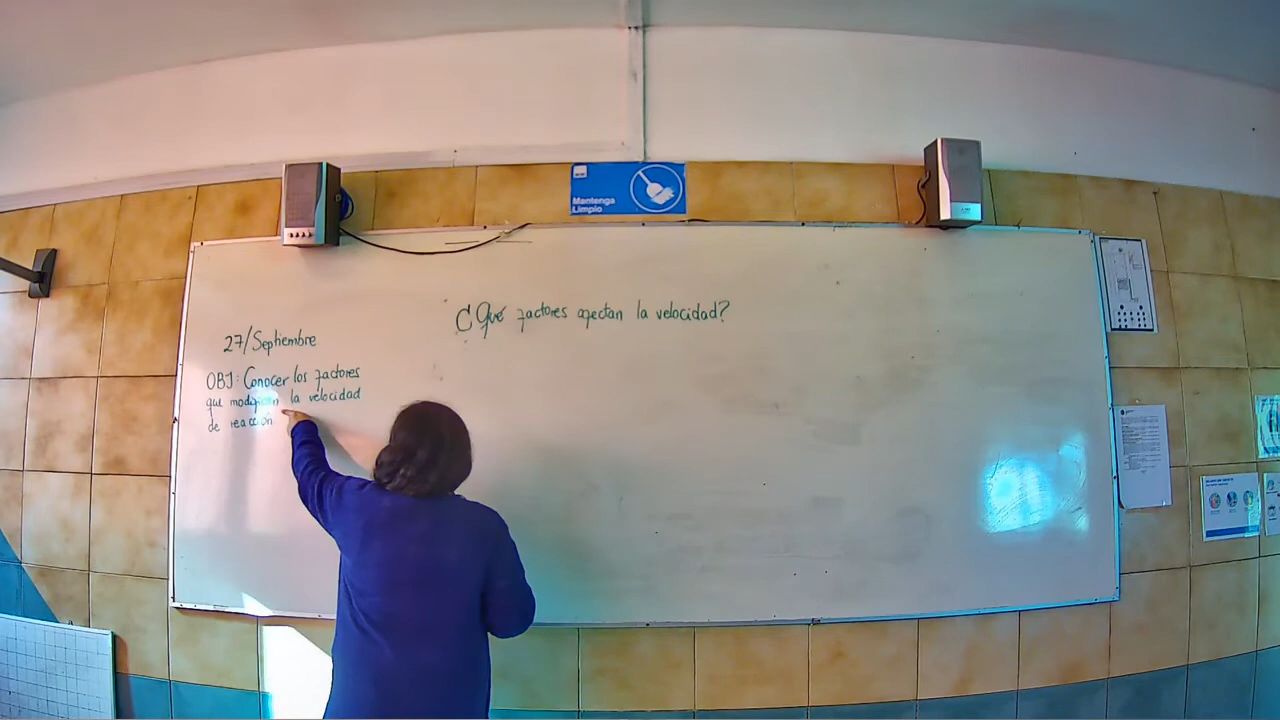 Mantenga
Limpio
¿Qué factores afectan la velocidad?
27/Septiembre
OBJ: Conocer los factores
que modifican la velocidad
de reacción